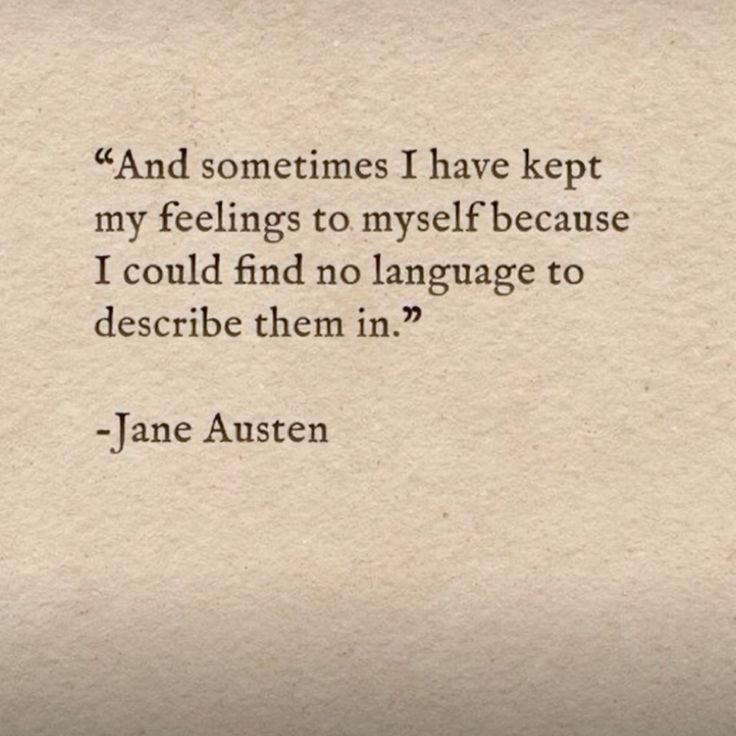 “And sometimes I have kept
my feelings to myself because
I could find no language to
describe them in.”
-Jane Austen